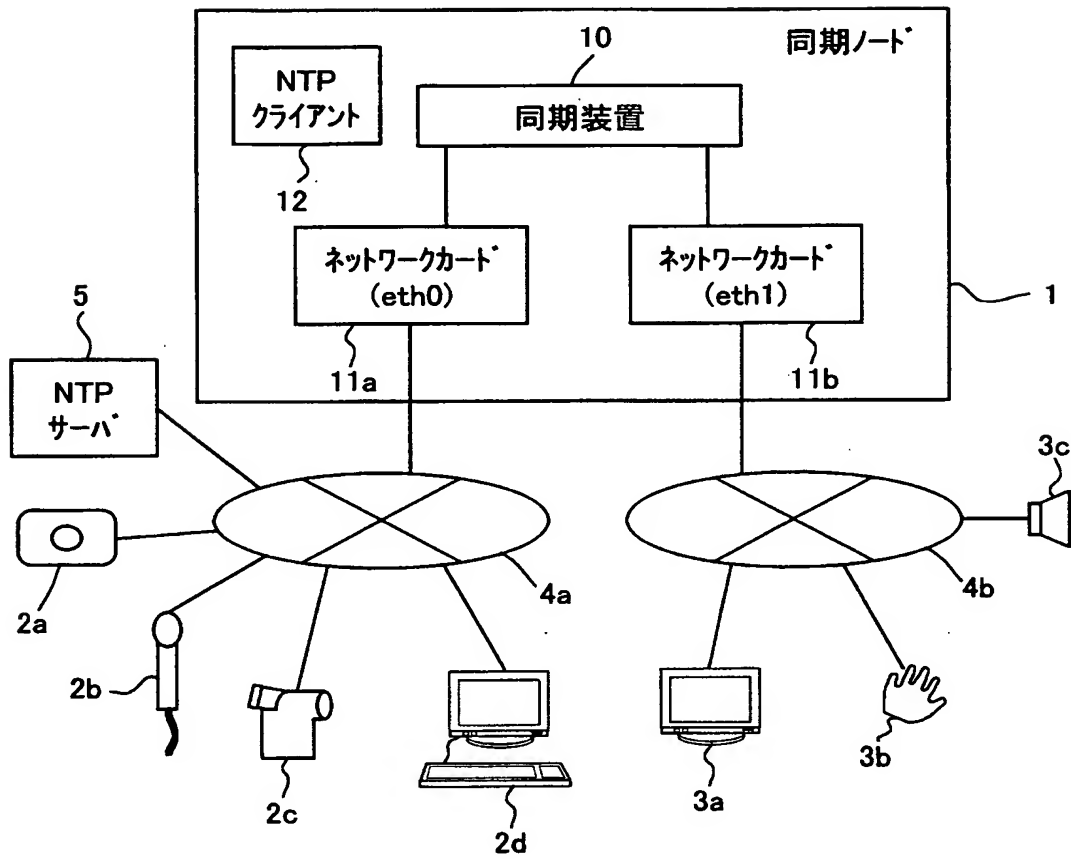 同期ノード
10
NTP
クライアント
同期装置
12
ネットワークカード
(eth0)
ネットワークカード
(eth1)
1
5
11a
11b
NTP
サーバ
3c
2a
4a
4b
2b
2c
2d
3a
3b